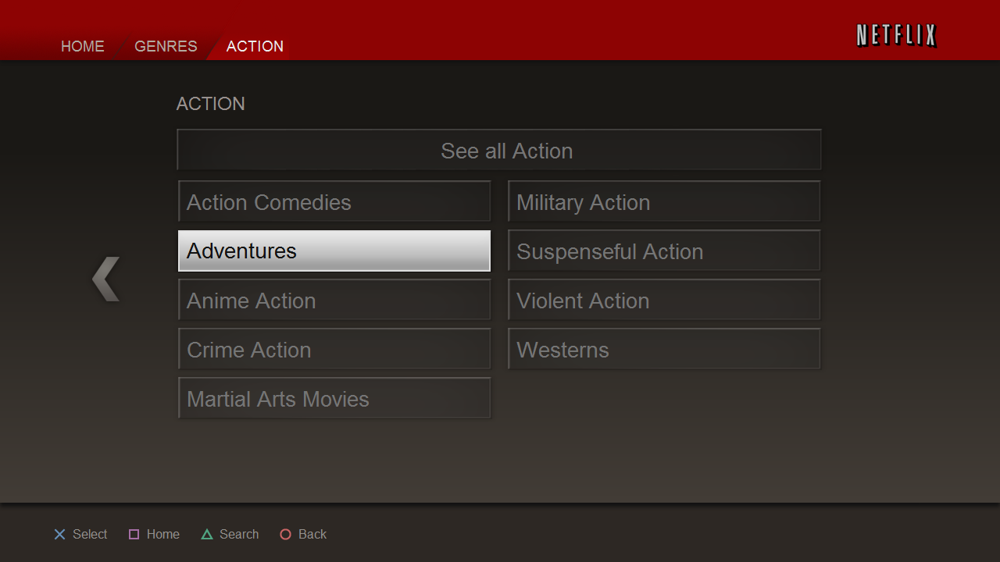 HOME GENRES ACTION NETFLIX
ACTION
See all Action
Action Comedies
Adventures
Anime Action
Crime Action
Martial Arts Movies
Military Action
Suspenseful Action
Violent Action
Westerns
Select Home Search Back